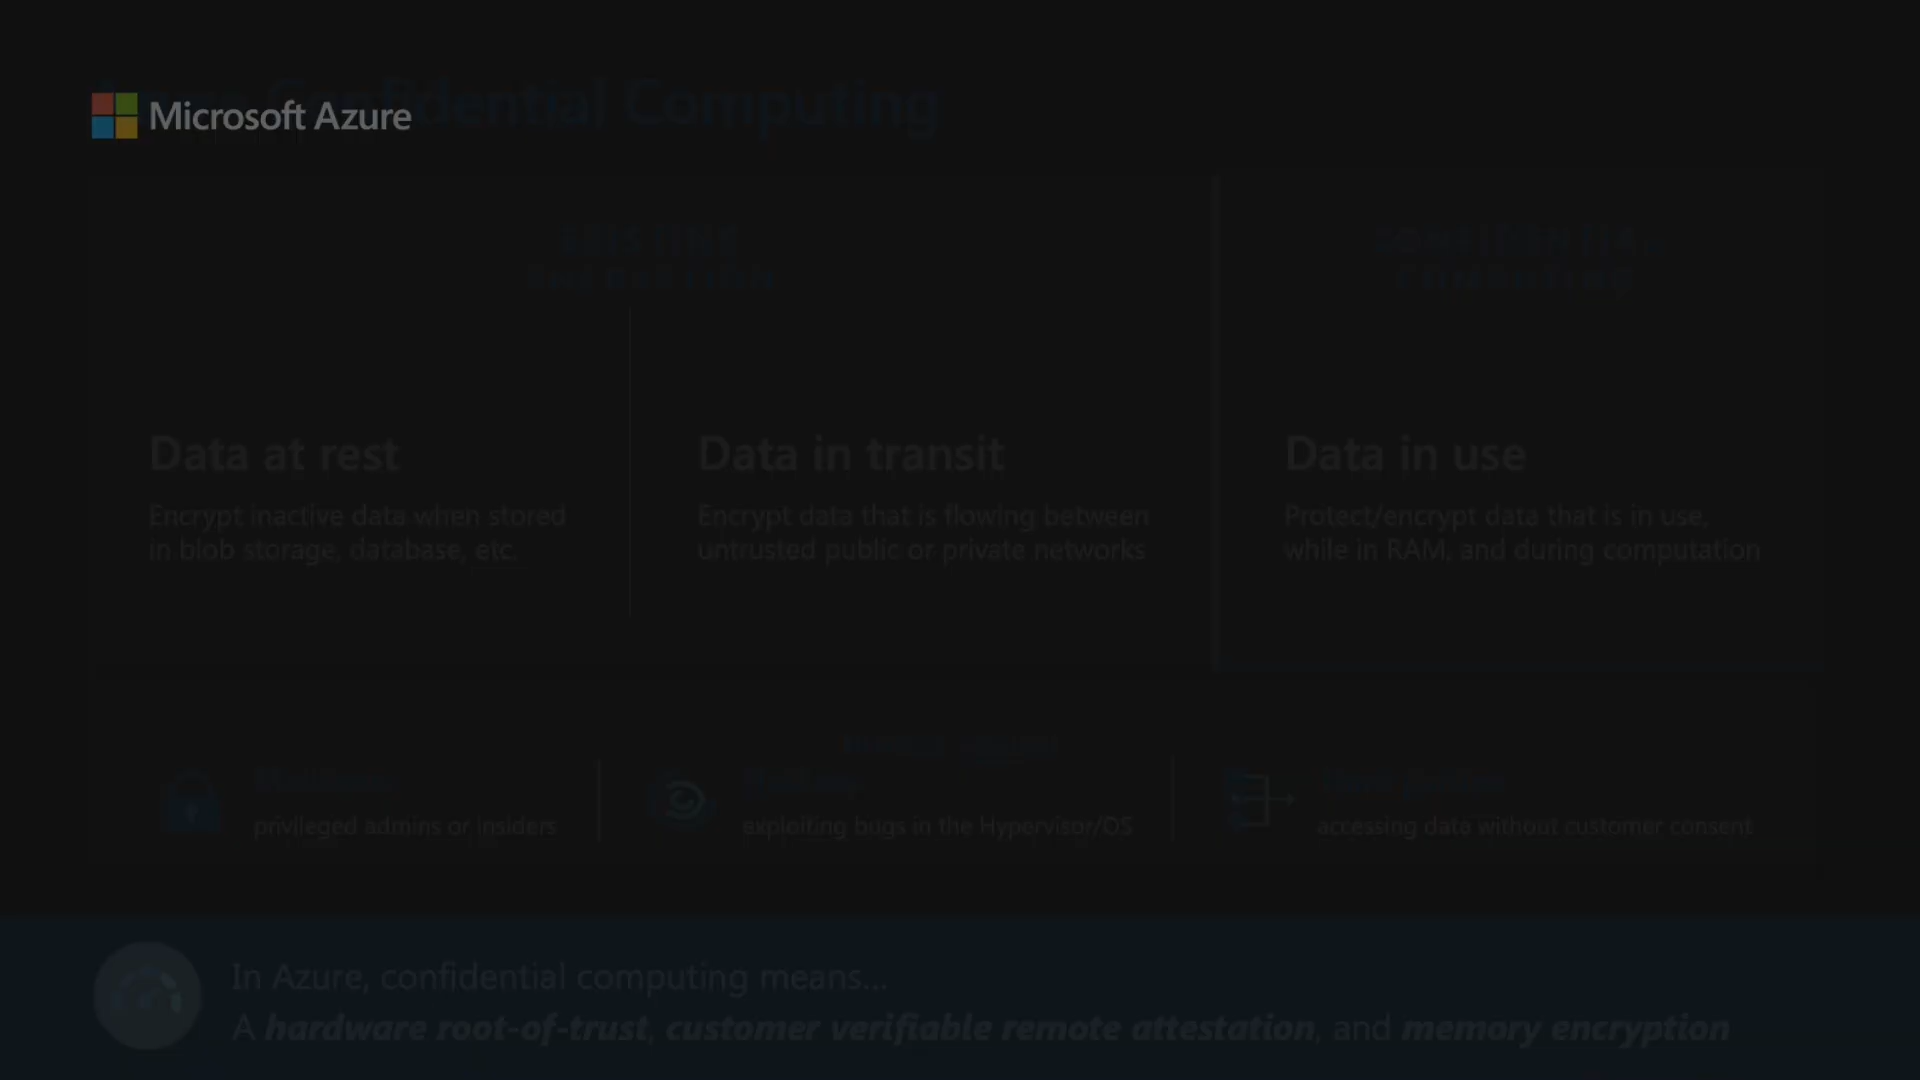 Microsoft Azure
Confidential Computing
EXISTING
ENCRYPTION
CONFIDENTIAL
COMPUTING
Data at rest
Encrypt inactive data when stored
in blob storage, database, etc.
Data in transit
Encrypt data that is flowing between
untrusted public or private networks
Data in use
Protect/encrypt data that is in use,
while in RAM, and during computation
privileged admins or insiders
exploiting bugs in the Hypervisor/OS
accessing data without customer consent
In Azure, confidential computing means...
A hardware root-of-trust, customer verifiable remote attestation, and memory encryption